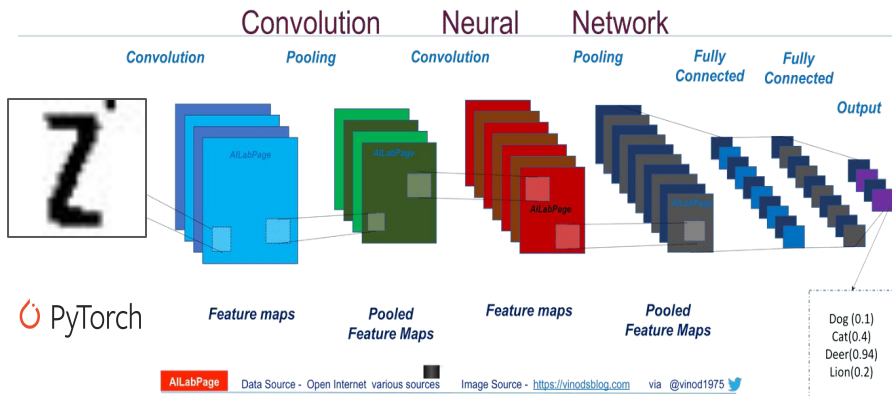 Convolution Neural Network
Convolution Pooling Convolution Pooling Fully Connected Fully Connected Output
Z
AILabPage AILabPage AILabPage AILabPage
PyTorch
Feature maps Pooled Feature Maps Feature maps Pooled Feature Maps
Dog (0.1)
Cat(0.4)
Deer(0.94)
Lion(0.2)
AILabPage Data Source - Open Internet various sources Image Source - https://vinodsblog.com via @vinod1975